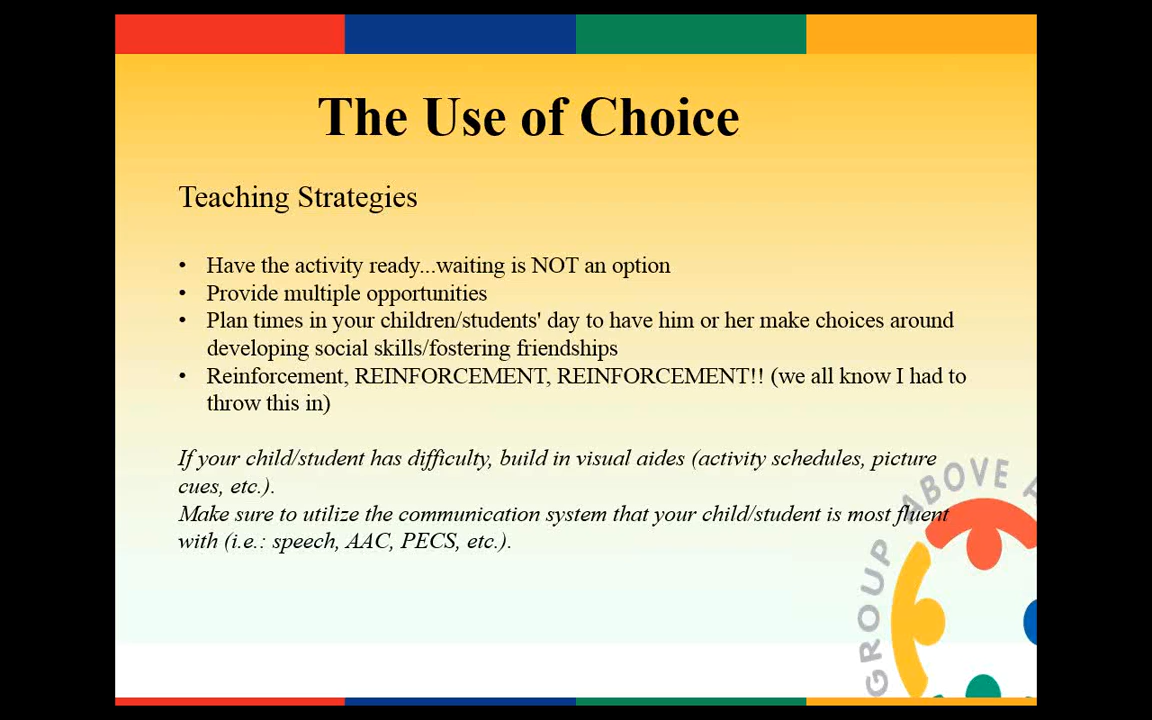 The Use of Choice
Teaching Strategies
• Have the activity ready...waiting is NOT an option
• Provide multiple opportunities
• Plan times in your children/students' day to have him or her make choices around
developing social skills/fostering friendships
• Reinforcement, REINFORCEMENT, REINFORCEMENT!! (we all know I had to
throw this in)
If your child/student has difficulty, build in visual aides (activity schedules, picture
cues, etc.).
Make sure to utilize the communication system that your child/student is most fluent
with (i.e.: speech, AAC, PECS, etc.).
GROUP ABOVE A